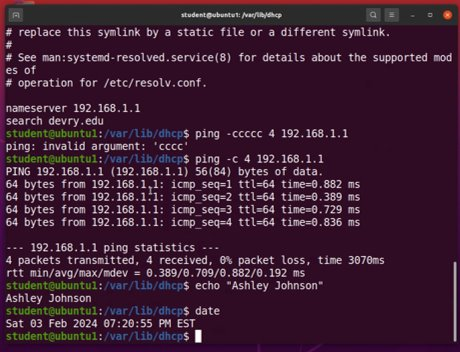 student@ubuntu1: /var/lib/dhcp
# replace this symlink by a static file or a different symlink.
#
# See man:systemd-resolved.service(8) for details about the supported mod
es of
# operation for /etc/resolv.conf.
nameserver 192.168.1.1
search devry.edu
student@ubuntu1:/var/lib/dhcp$ ping -ccccc 4 192.168.1.1
ping: invalid argument: 'cccc'
student@ubuntu1:/var/lib/dhcp$ ping -c 4 192.168.1.1
PING 192.168.1.1 (192.168.1.1) 56(84) bytes of data.
64 bytes from 192.168.1.1: icmp_seq=1 ttl=64 time=0.882 ms
64 bytes from 192.168.1.1: icmp_seq=2 ttl=64 time=0.389 ms
64 bytes from 192.168.1.1: icmp_seq=3 ttl=64 time=0.729 ms
64 bytes from 192.168.1.1: icmp_seq=4 ttl=64 time=0.836 ms
--- 192.168.1.1 ping statistics ---
4 packets transmitted, 4 received, 0% packet loss, time 3070ms
rtt min/avg/max/mdev = 0.389/0.709/0.882/0.192 ms
student@ubuntu1:/var/lib/dhcp$ echo "Ashley Johnson"
Ashley Johnson
student@ubuntu1:/var/lib/dhcp$ date
Sat 03 Feb 2024 07:20:55 PM EST
student@ubuntu1:/var/lib/dhcp$